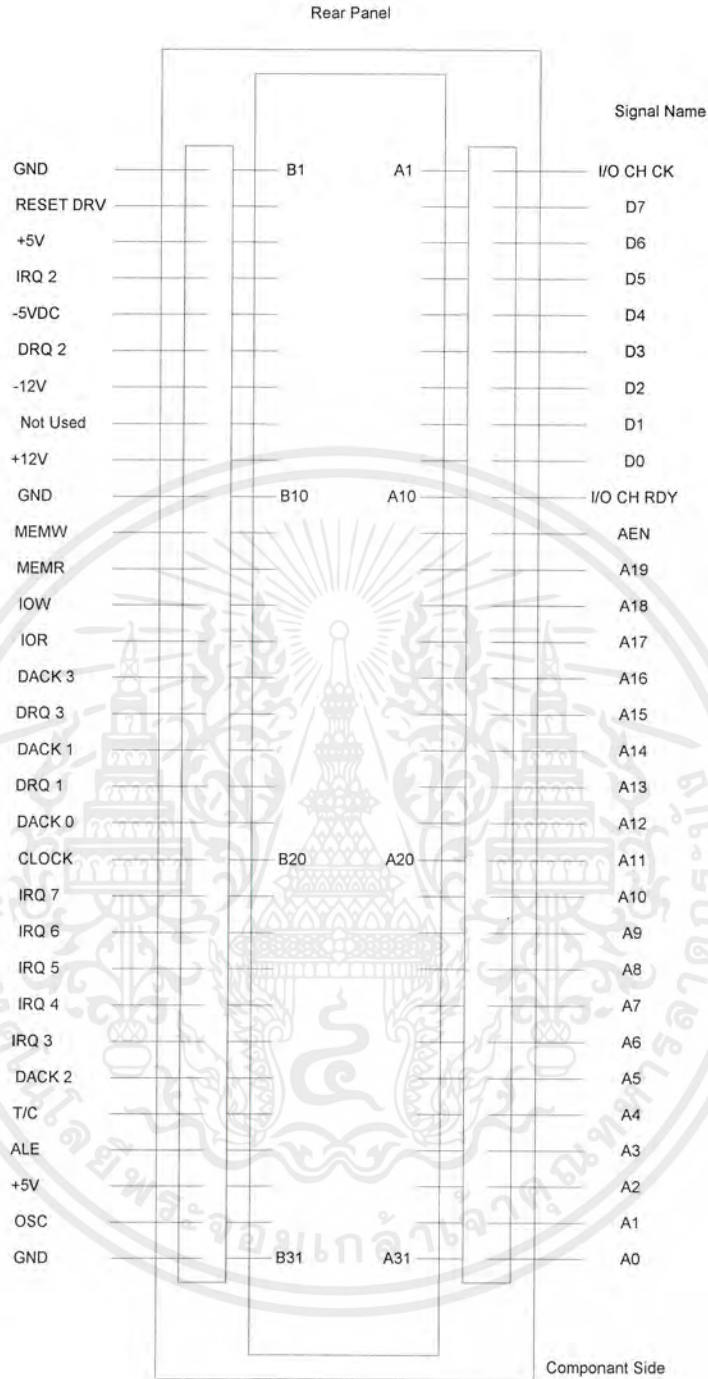 Rear Panel
Signal Name
GND B1 A1 I/O CH CK
RESET DRV D7
+5V D6
IRQ 2 D5
-5VDC D4
DRQ 2 D3
-12V D2
Not Used D1
+12V D0
GND B10 A10 I/O CH RDY
MEMW AEN
MEMR A19
IOW A18
IOR A17
DACK 3 A16
DRQ 3 A15
DACK 1 A14
DRQ 1 A13
DACK 0 A12
CLOCK B20 A20 A11
IRQ 7 A10
IRQ 6 A9
IRQ 5 A8
IRQ 4 A7
IRQ 3 A6
DACK 2 A5
T/C A4
ALE A3
+5V A2
OSC A1
GND B31 A31 A0
Componant Side